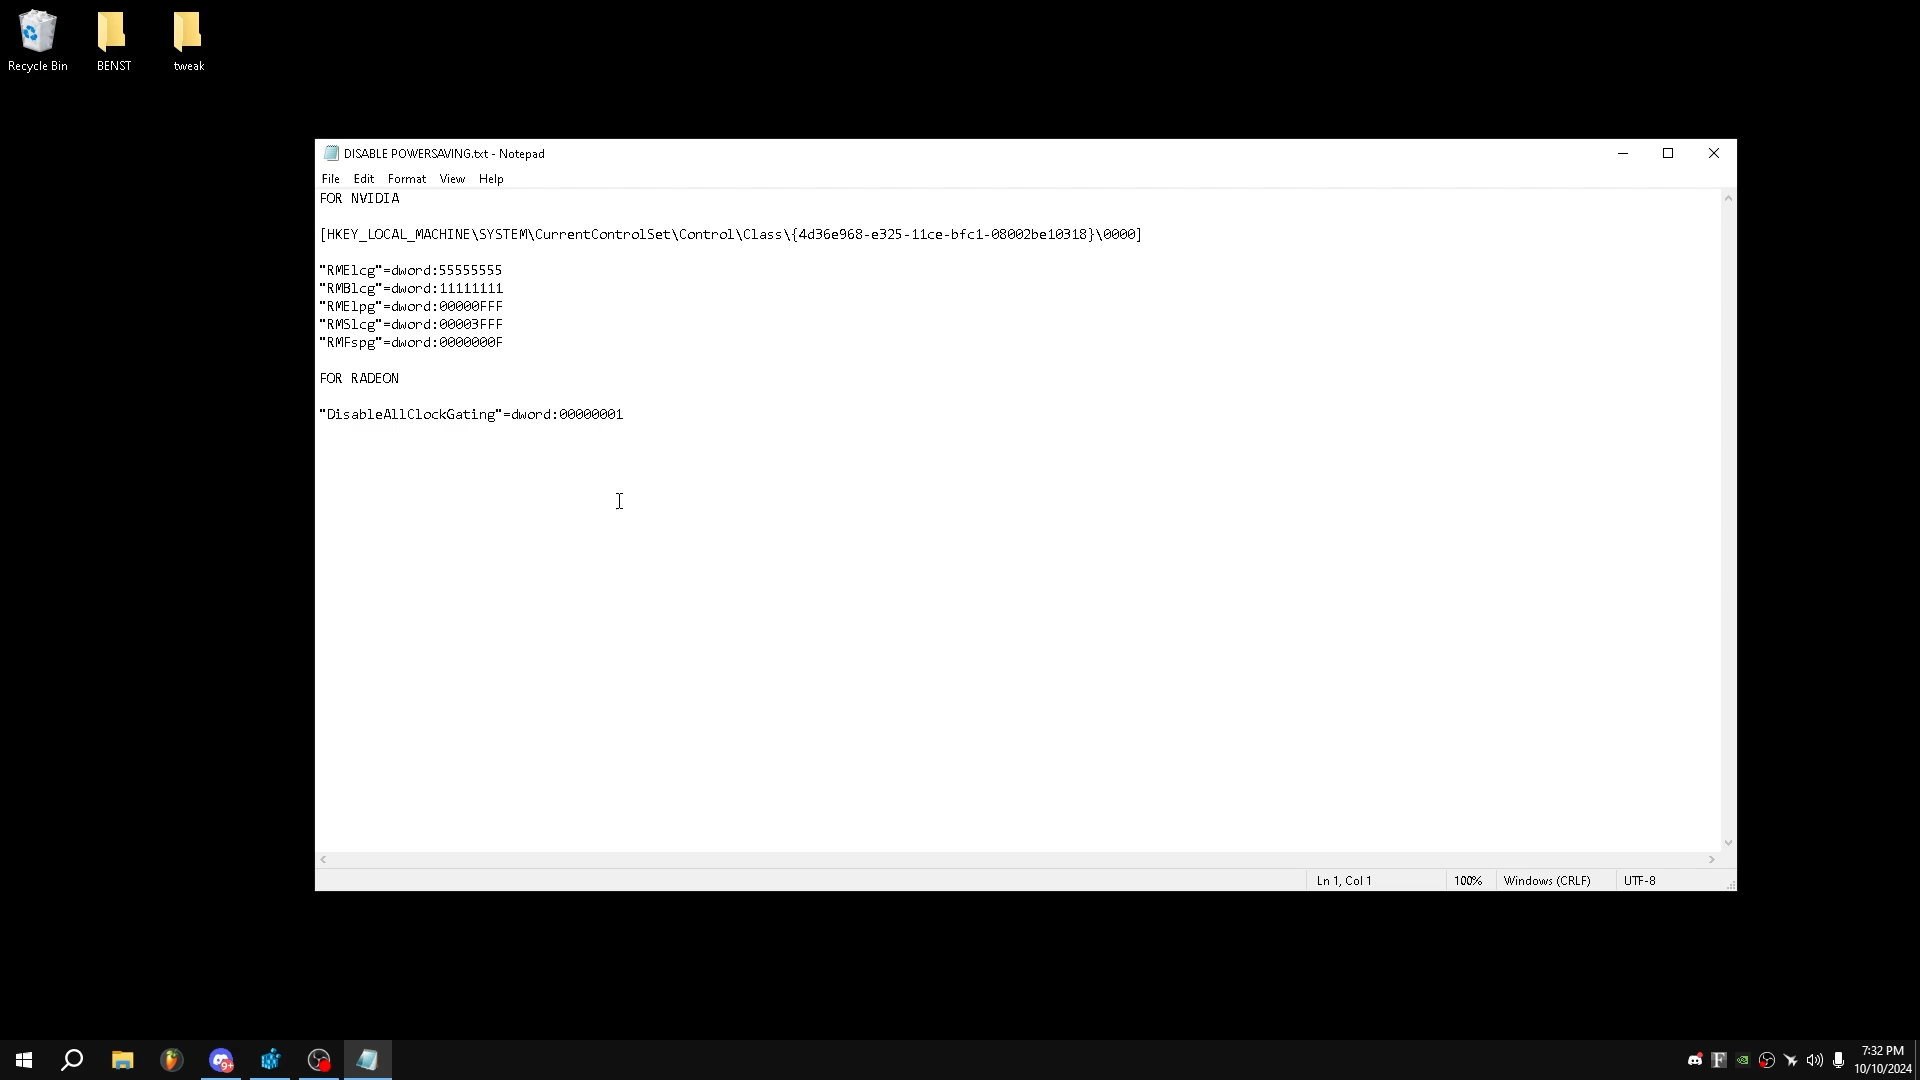 Recycle Bin
BENST
tweak
DISABLE POWERSAVING.txt - Notepad
File Edit Format View Help
FOR NVIDIA
[HKEY_LOCAL_MACHINE\SYSTEM\CurrentControlSet\Control\Class\{4d36e968-e325-11ce-bfc1-08002be10318}\0000]
"RMElcg"=dword:55555555
"RMBlcg"=dword:11111111
"RMElpg"=dword:00000FFF
"RMSlcg"=dword:00003FFF
"RMFspg"=dword:0000000F
FOR RADEON
"DisableAllClockGating"=dword:00000001
Ln 1, Col 1
100%
Windows (CRLF)
UTF-8
9+
F
7:32 PM
10/10/2024